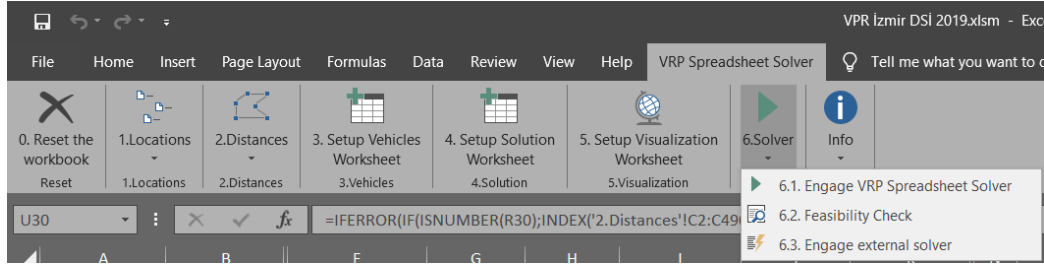 VPR İzmir DSİ 2019.xlsm - Exc
File Home Insert Page Layout Formulas Data Review View Help VRP Spreadsheet Solver Tell me what you want to
0. Reset the workbook
1.Locations
2.Distances
3. Setup Vehicles Worksheet
4. Setup Solution Worksheet
5. Setup Visualization Worksheet
6.Solver
Info
Reset 1.Locations 2.Distances 3.Vehicles 4.Solution 5.Visualization
6.1. Engage VRP Spreadsheet Solver
6.2. Feasibility Check
6.3. Engage external solver
U30 fx =IFERROR(IF(ISNUMBER(R30);INDEX('2.Distances'!C2:C49
A B F G H I